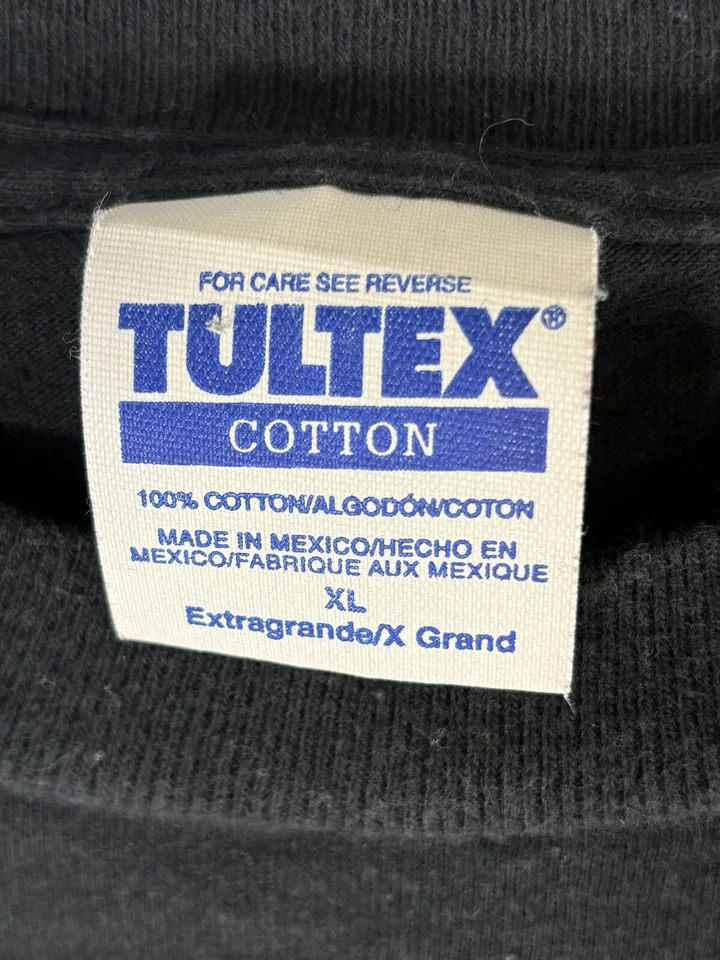 FOR CARE SEE REVERSE
TULTEX®
COTTON
100% COTTON/ALGODÓN/COTON
MADE IN MEXICO/HECHO EN
MEXICO/FABRIQUE AUX MEXIQUE
XL
Extragrande/X Grand